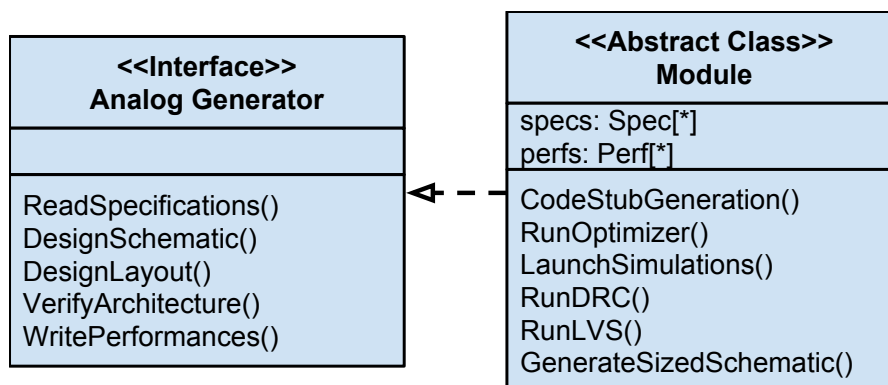 <<Interface>>
Analog Generator
ReadSpecifications()
DesignSchematic()
DesignLayout()
VerifyArchitecture()
WritePerformances()
<<Abstract Class>>
Module
specs: Spec[*]
perfs: Perf[*]
CodeStubGeneration()
RunOptimizer()
LaunchSimulations()
RunDRC()
RunLVS()
GenerateSizedSchematic()